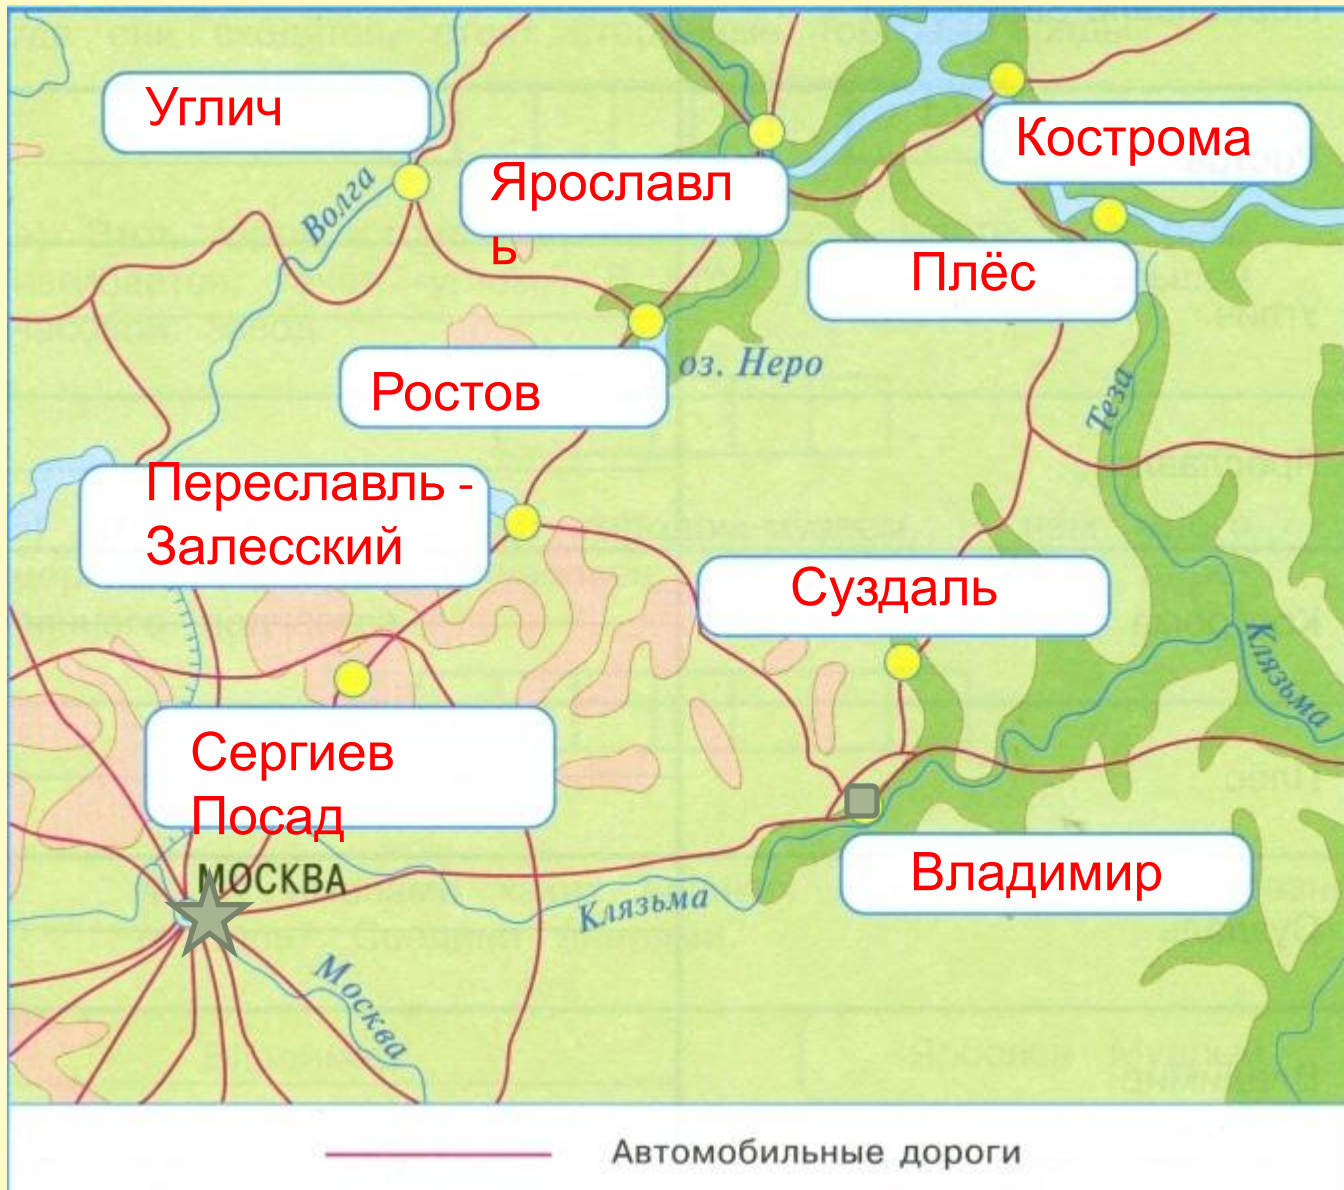 Углич
Кострома
Ярославл
ь
Волга
Плёс
оз. Неро
Ростов
Теза
Переславль -
Залесский
Суздаль
Клязьма
Сергиев
Посад
МОСКВА
Владимир
Клязьма
Москва
Автомобильные дороги